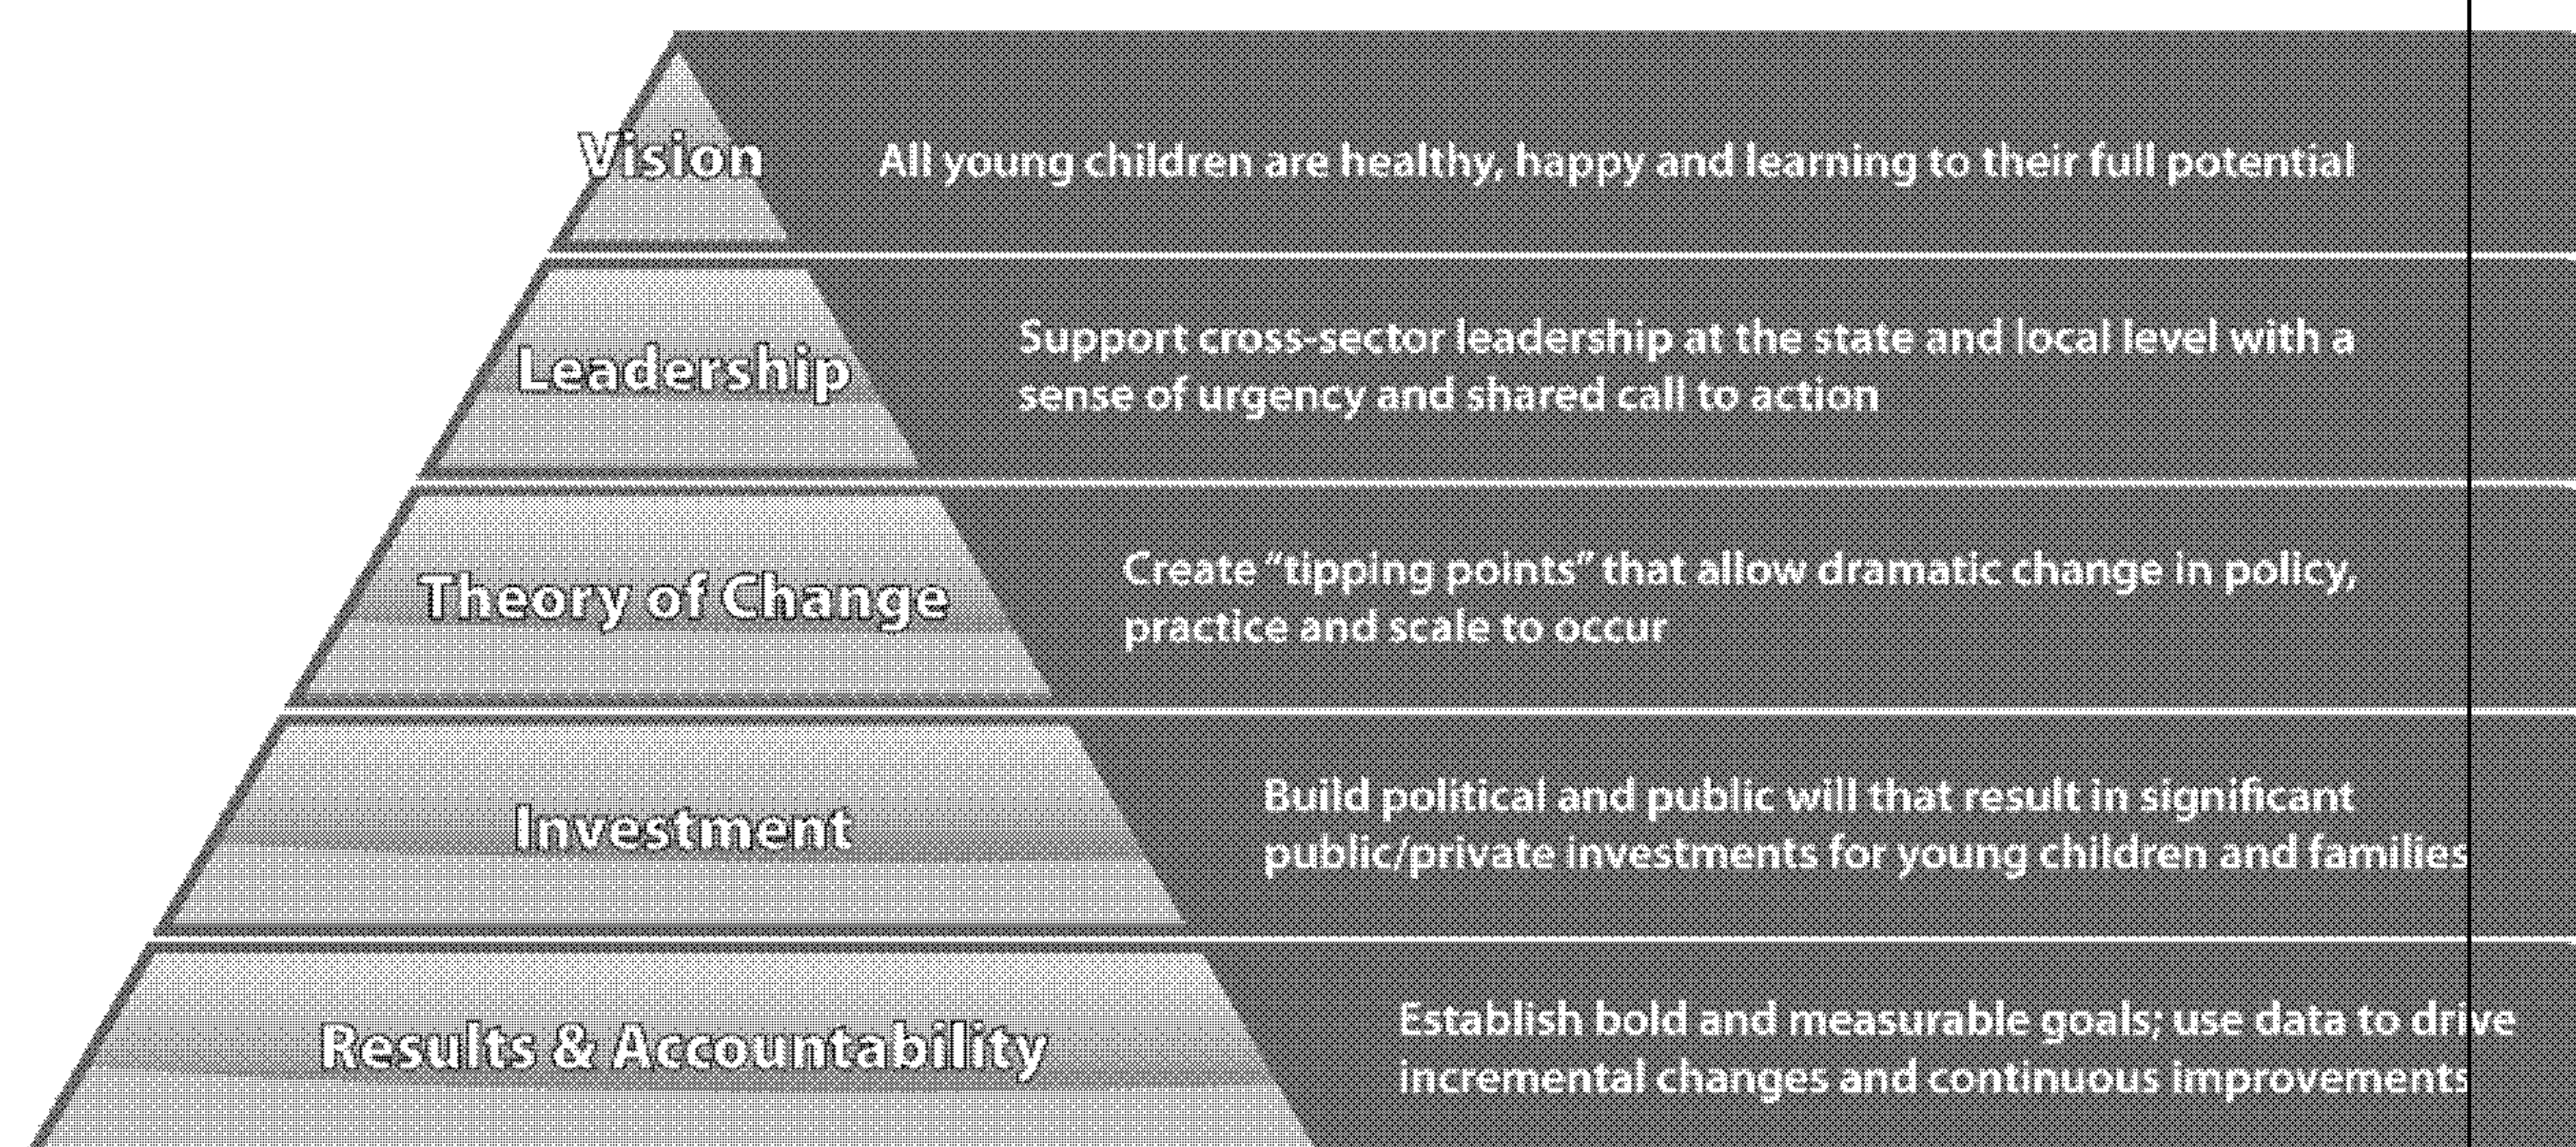 Vision
All young children are healthy, happy and learning to their full potential
Leadership
Support cross-sector leadership at the state and local level with a
sense of urgency and shared call to action
Theory of Change
Create “tipping points” that allow dramatic change in policy,
practice and scale to occur
Investment
Build political and public will that result in significant
public/private investments for young children and families
Results & Accountability
Establish bold and measurable goals; use data to drive
incremental changes and continuous improvements